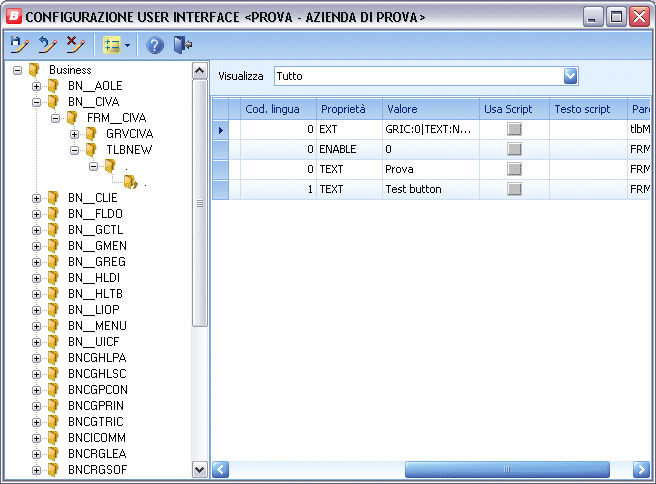 B CONFIGURAZIONE USER INTERFACE <PROVA - AZIENDA DI PROVA>
Business
BN__AOLE
BN__CIVA
FRM__CIVA
GRVCIVA
TLBNEW
.
.
BN__CLIE
BN__FLDO
BN__GCTL
BN__GMEN
BN__GREG
BN__HLDI
BN__HLTB
BN__LIOP
BN__MENU
BN__UICF
BNCGHLPA
BNCGHLSC
BNCGPCON
BNCGPRIN
BNCGTRIC
BNCICOMM
BNCRGLEA
BNCRGSOF
Visualizza Tutto
Cod. lingua Proprietà Valore Usa Script Testo script Pare
0 EXT GRIC:0|TEXT:N... tlbM
0 ENABLE 0 FRM
0 TEXT Prova FRM
1 TEXT Test button FRM